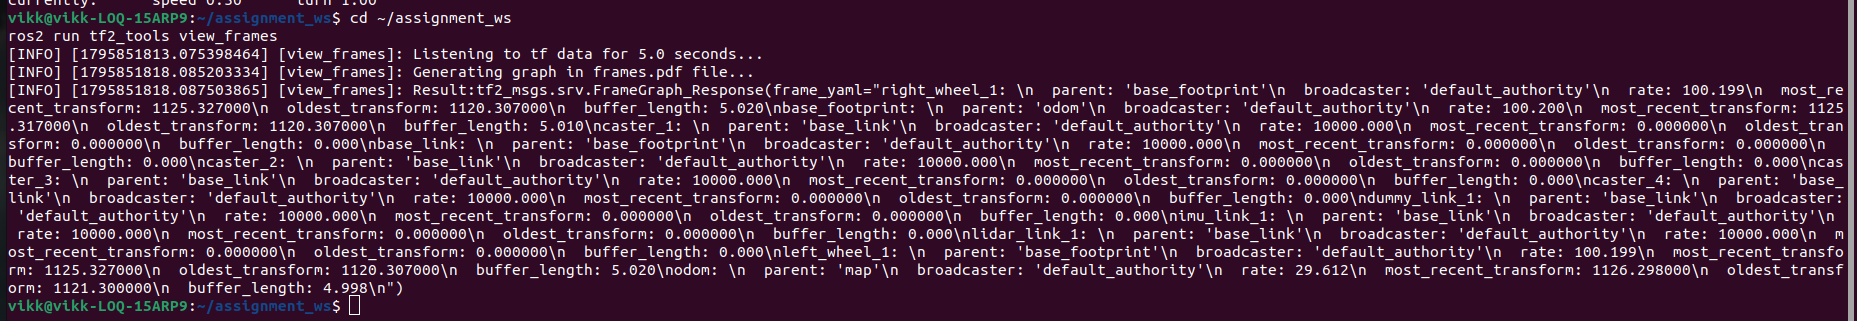 Currently:	speed 0.50	turn 1.00
vikk@vikk-LOQ-15ARP9:~/assignment_ws$ cd ~/assignment_ws
ros2 run tf2_tools view_frames
[INFO] [1795851813.075398464] [view_frames]: Listening to tf data for 5.0 seconds...
[INFO] [1795851818.085203334] [view_frames]: Generating graph in frames.pdf file...
[INFO] [1795851818.087503865] [view_frames]: Result:tf2_msgs.srv.FrameGraph_Response(frame_yaml="right_wheel_1: \n  parent: 'base_footprint'\n  broadcaster: 'default_authority'\n  rate: 100.199\n  most_re
cent_transform: 1125.327000\n  oldest_transform: 1120.307000\n  buffer_length: 5.020\nbase_footprint: \n  parent: 'odom'\n  broadcaster: 'default_authority'\n  rate: 100.200\n  most_recent_transform: 1125
.317000\n  oldest_transform: 1120.307000\n  buffer_length: 5.010\ncaster_1: \n  parent: 'base_link'\n  broadcaster: 'default_authority'\n  rate: 10000.000\n  most_recent_transform: 0.000000\n  oldest_tran
sform: 0.000000\n  buffer_length: 0.000\nbase_link: \n  parent: 'base_footprint'\n  broadcaster: 'default_authority'\n  rate: 10000.000\n  most_recent_transform: 0.000000\n  oldest_transform: 0.000000\n
buffer_length: 0.000\ncaster_2: \n  parent: 'base_link'\n  broadcaster: 'default_authority'\n  rate: 10000.000\n  most_recent_transform: 0.000000\n  oldest_transform: 0.000000\n  buffer_length: 0.000\ncas
ter_3: \n  parent: 'base_link'\n  broadcaster: 'default_authority'\n  rate: 10000.000\n  most_recent_transform: 0.000000\n  oldest_transform: 0.000000\n  buffer_length: 0.000\ncaster_4: \n  parent: 'base_
link'\n  broadcaster: 'default_authority'\n  rate: 10000.000\n  most_recent_transform: 0.000000\n  oldest_transform: 0.000000\n  buffer_length: 0.000\ndummy_link_1: \n  parent: 'base_link'\n  broadcaster:
 'default_authority'\n  rate: 10000.000\n  most_recent_transform: 0.000000\n  oldest_transform: 0.000000\n  buffer_length: 0.000\nimu_link_1: \n  parent: 'base_link'\n  broadcaster: 'default_authority'\n
 rate: 10000.000\n  most_recent_transform: 0.000000\n  oldest_transform: 0.000000\n  buffer_length: 0.000\nlidar_link_1: \n  parent: 'base_link'\n  broadcaster: 'default_authority'\n  rate: 10000.000\n  m
ost_recent_transform: 0.000000\n  oldest_transform: 0.000000\n  buffer_length: 0.000\nleft_wheel_1: \n  parent: 'base_footprint'\n  broadcaster: 'default_authority'\n  rate: 100.199\n  most_recent_transfo
rm: 1125.327000\n  oldest_transform: 1120.307000\n  buffer_length: 5.020\nodom: \n  parent: 'map'\n  broadcaster: 'default_authority'\n  rate: 29.612\n  most_recent_transform: 1126.298000\n  oldest_transf
orm: 1121.300000\n  buffer_length: 4.998\n")
vikk@vikk-LOQ-15ARP9:~/assignment_ws$